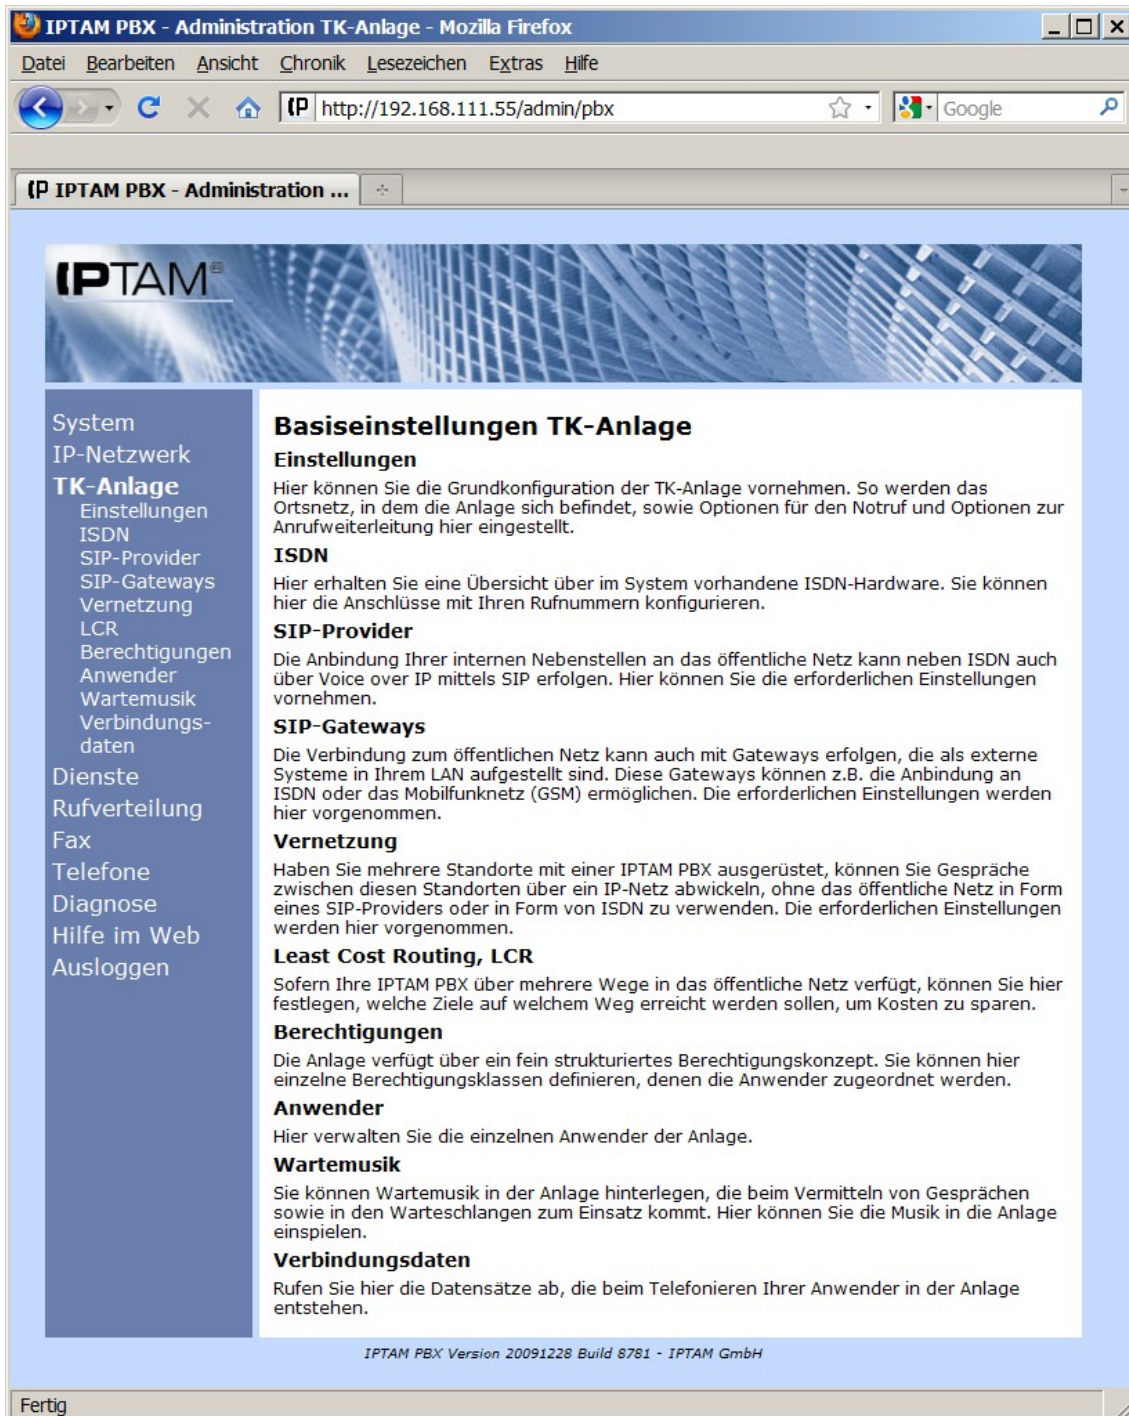 IPTAM PBX - Administration TK-Anlage - Mozilla Firefox
Datei Bearbeiten Ansicht Chronik Lesezeichen Extras Hilfe
http://192.168.111.55/admin/pbx
Google
IPTAM PBX - Administration ...
IPTAM®
System
IP-Netzwerk
TK-Anlage
Einstellungen
ISDN
SIP-Provider
SIP-Gateways
Vernetzung
LCR
Berechtigungen
Anwender
Wartemusik
Verbindungs-
daten
Dienste
Rufverteilung
Fax
Telefone
Diagnose
Hilfe im Web
Ausloggen
Basiseinstellungen TK-Anlage
Einstellungen
Hier können Sie die Grundkonfiguration der TK-Anlage vornehmen. So werden das
Ortsnetz, in dem die Anlage sich befindet, sowie Optionen für den Notruf und Optionen zur
Anrufweiterleitung hier eingestellt.
ISDN
Hier erhalten Sie eine Übersicht über im System vorhandene ISDN-Hardware. Sie können
hier die Anschlüsse mit Ihren Rufnummern konfigurieren.
SIP-Provider
Die Anbindung Ihrer internen Nebenstellen an das öffentliche Netz kann neben ISDN auch
über Voice over IP mittels SIP erfolgen. Hier können Sie die erforderlichen Einstellungen
vornehmen.
SIP-Gateways
Die Verbindung zum öffentlichen Netz kann auch mit Gateways erfolgen, die als externe
Systeme in Ihrem LAN aufgestellt sind. Diese Gateways können z.B. die Anbindung an
ISDN oder das Mobilfunknetz (GSM) ermöglichen. Die erforderlichen Einstellungen werden
hier vorgenommen.
Vernetzung
Haben Sie mehrere Standorte mit einer IPTAM PBX ausgerüstet, können Sie Gespräche
zwischen diesen Standorten über ein IP-Netz abwickeln, ohne das öffentliche Netz in Form
eines SIP-Providers oder in Form von ISDN zu verwenden. Die erforderlichen Einstellungen
werden hier vorgenommen.
Least Cost Routing, LCR
Sofern Ihre IPTAM PBX über mehrere Wege in das öffentliche Netz verfügt, können Sie hier
festlegen, welche Ziele auf welchem Weg erreicht werden sollen, um Kosten zu sparen.
Berechtigungen
Die Anlage verfügt über ein fein strukturiertes Berechtigungskonzept. Sie können hier
einzelne Berechtigungsklassen definieren, denen die Anwender zugeordnet werden.
Anwender
Hier verwalten Sie die einzelnen Anwender der Anlage.
Wartemusik
Sie können Wartemusik in der Anlage hinterlegen, die beim Vermitteln von Gesprächen
sowie in den Warteschlangen zum Einsatz kommt. Hier können Sie die Musik in die Anlage
einspielen.
Verbindungsdaten
Rufen Sie hier die Datensätze ab, die beim Telefonieren Ihrer Anwender in der Anlage
entstehen.
IPTAM PBX Version 20091228 Build 8781 - IPTAM GmbH
Fertig